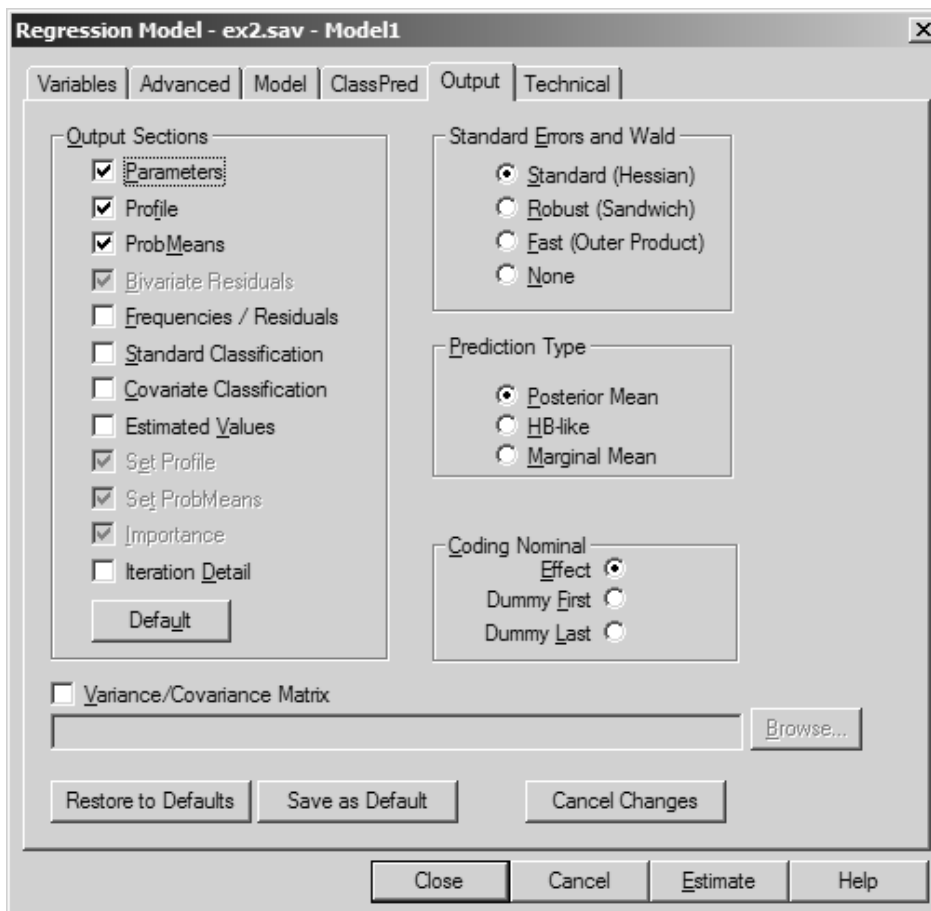 Regression Model - ex2.sav - Model1
Variables
Advanced
Model
ClassPred
Output
Technical
Output Sections
Parameters
Profile
ProbMeans
Bivariate Residuals
Frequencies / Residuals
Standard Classification
Covariate Classification
Estimated Values
Set Profile
Set ProbMeans
Importance
Iteration Detail
Default
Standard Errors and Wald
Standard (Hessian)
Robust (Sandwich)
Fast (Outer Product)
None
Prediction Type
Posterior Mean
HB-like
Marginal Mean
Coding Nominal
Effect
Dummy First
Dummy Last
Variance/Covariance Matrix
Browse...
Restore to Defaults
Save as Default
Cancel Changes
Close
Cancel
Estimate
Help